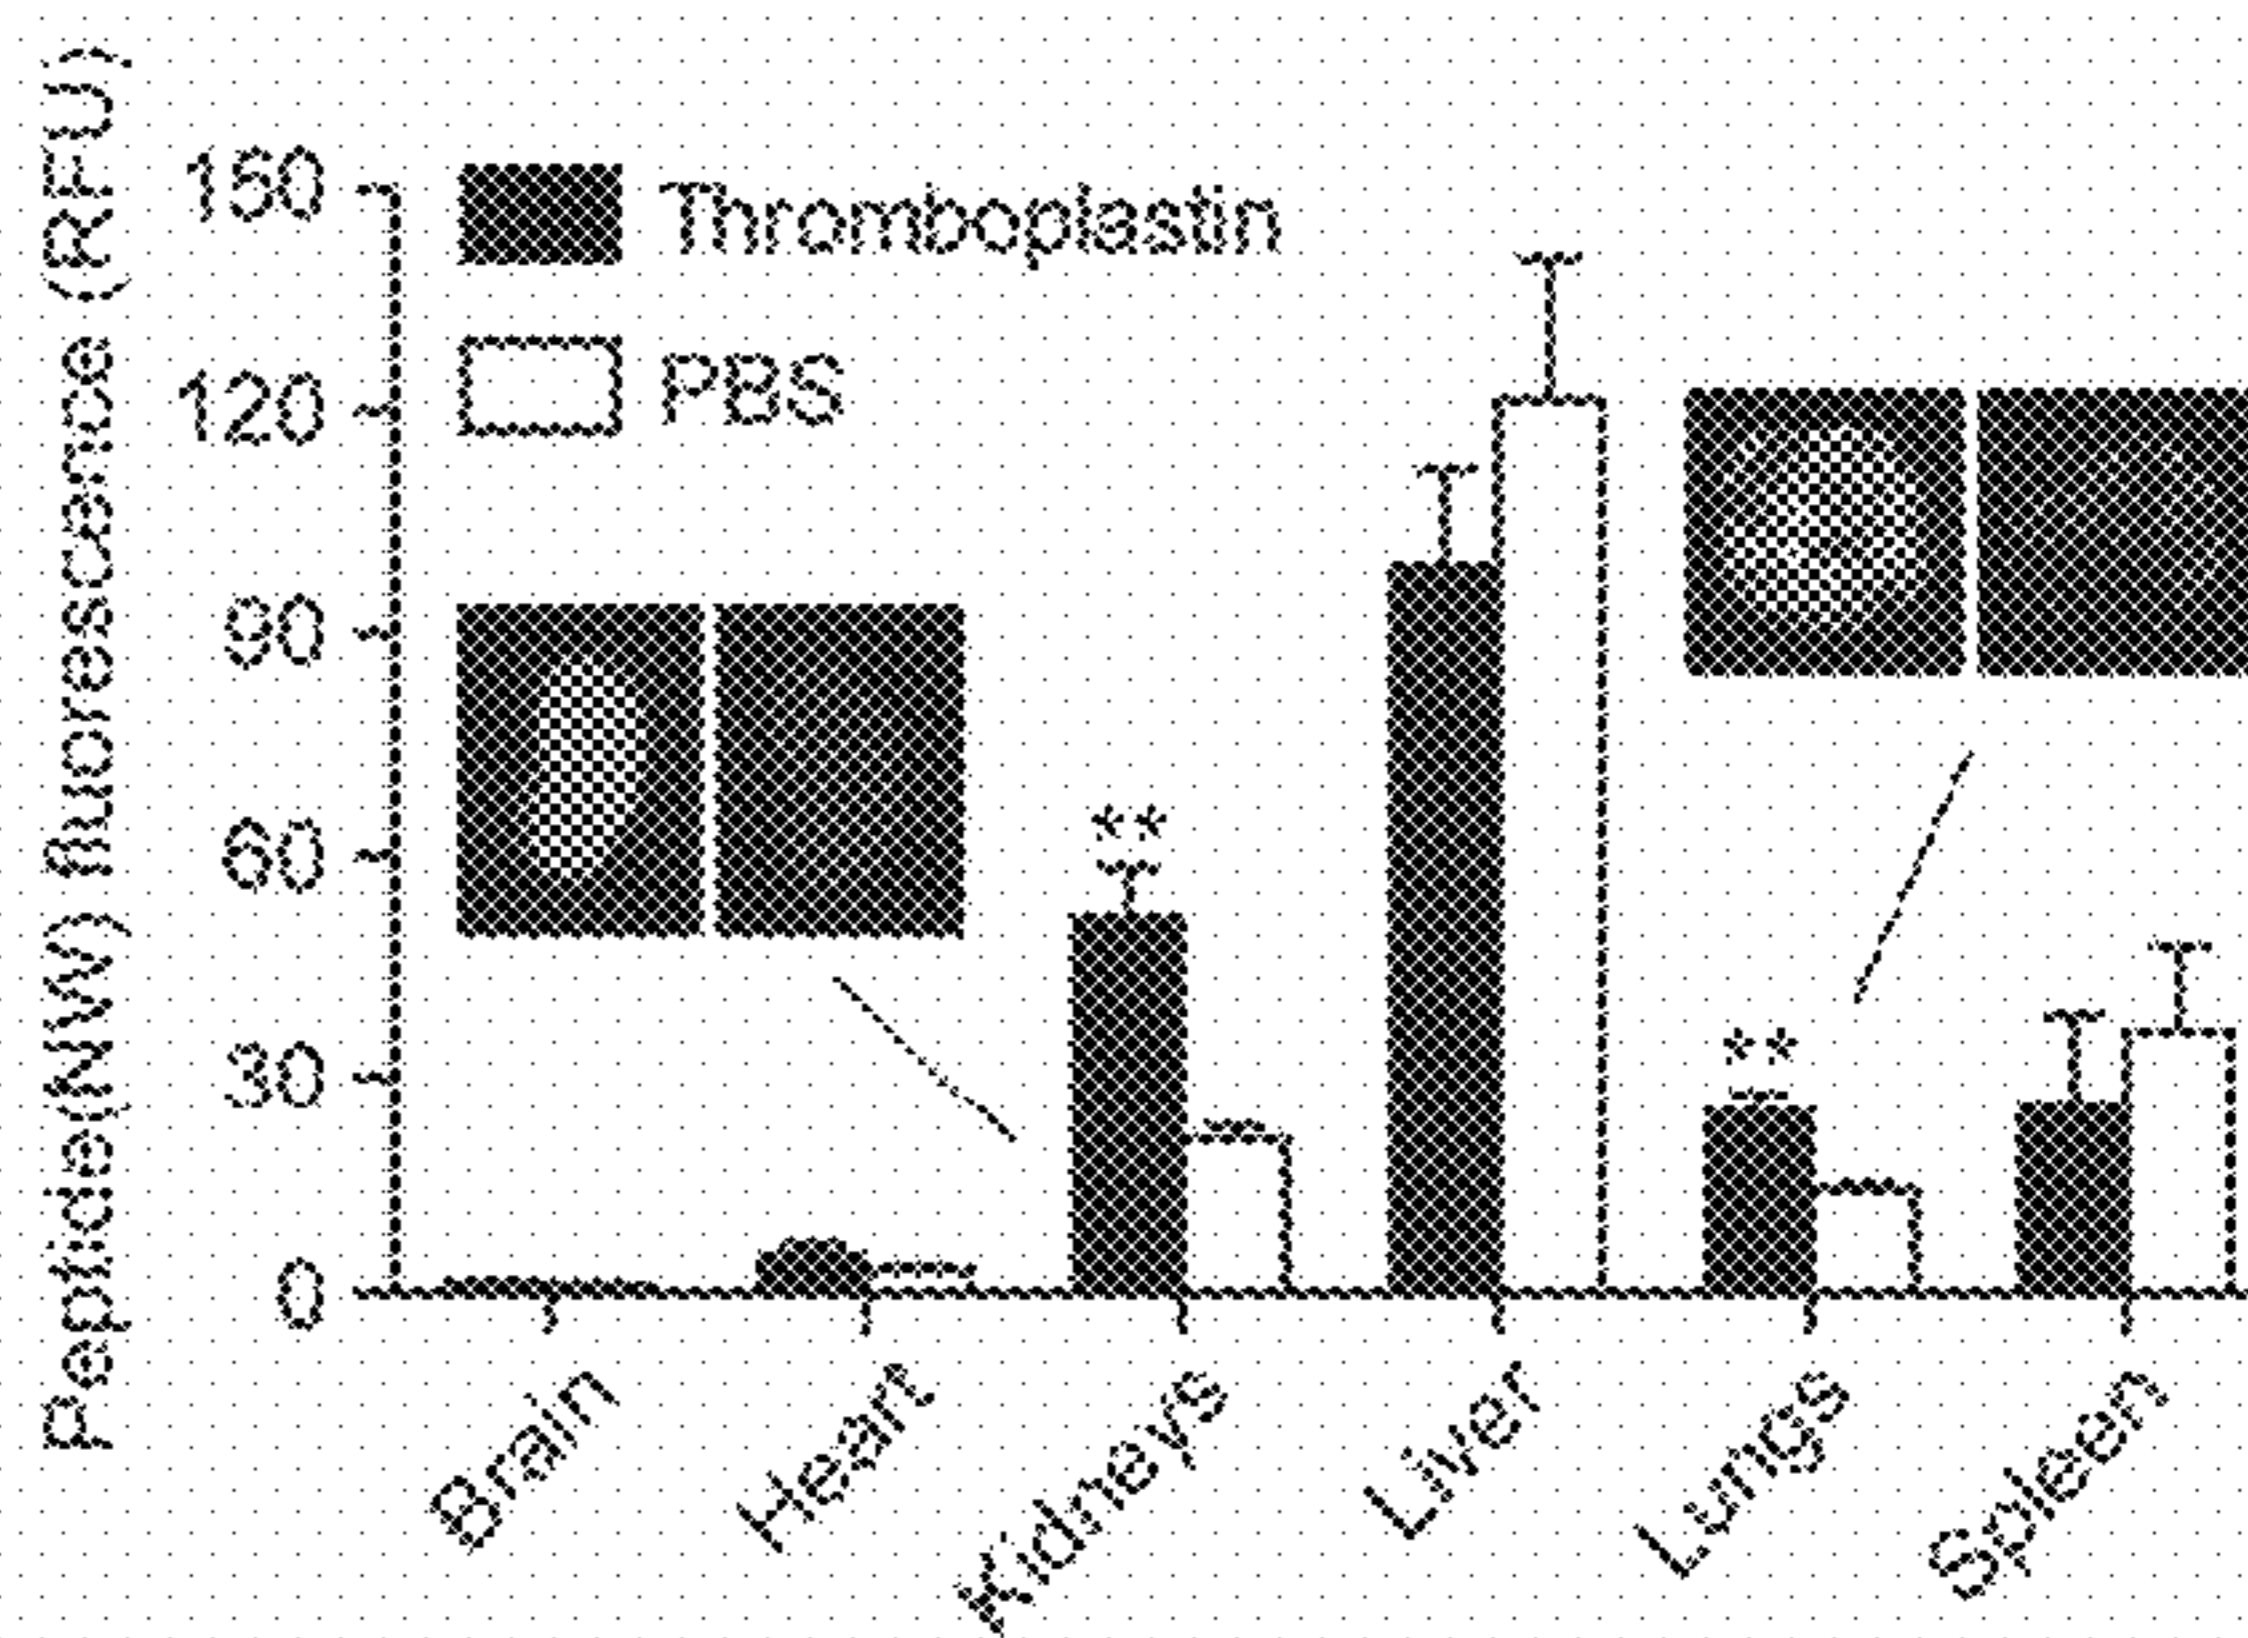 Peptide(NW) fluorescence (RFU)
150
120
90
60
30
0
Thromboplastin
PBS
**
**
Brain
Heart
Kidneys
Liver
Lungs
Spleen